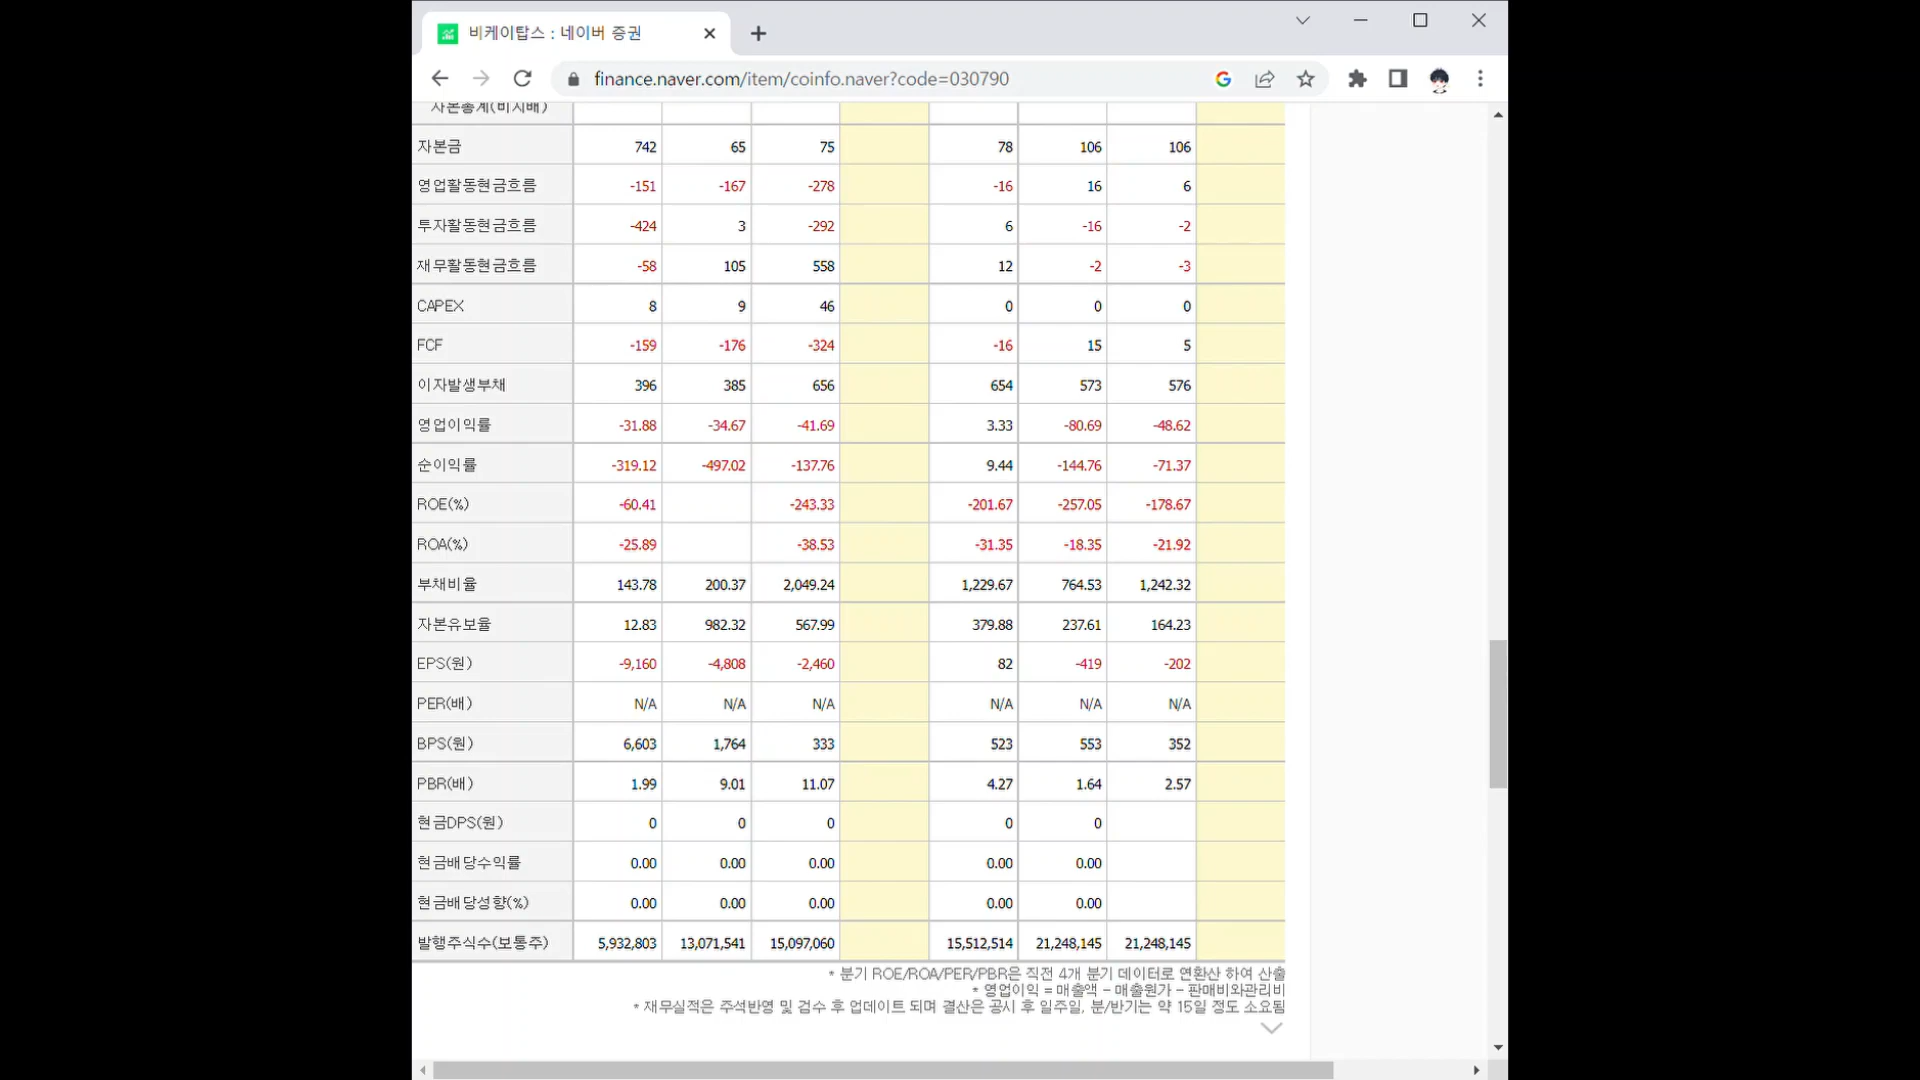 비케이탑스 : 네이버 증권
finance.naver.com/item/coinfo.naver?code=030790
자본총계(비지배)
자본금 742 65 75 78 106 106
영업활동현금흐름 -151 -167 -278 -16 16 6
투자활동현금흐름 -424 3 -292 6 -16 -2
재무활동현금흐름 -58 105 558 12 -2 -3
CAPEX 8 9 46 0 0 0
FCF -159 -176 -324 -16 15 5
이자발생부채 396 385 656 654 573 576
영업이익률 -31.88 -34.67 -41.69 3.33 -80.69 -48.62
순이익률 -319.12 -497.02 -137.76 9.44 -144.76 -71.37
ROE(%) -60.41 -243.33 -201.67 -257.05 -178.67
ROA(%) -25.89 -38.53 -31.35 -18.35 -21.92
부채비율 143.78 200.37 2,049.24 1,229.67 764.53 1,242.32
자본유보율 12.83 982.32 567.99 379.88 237.61 164.23
EPS(원) -9,160 -4,808 -2,460 82 -419 -202
PER(배) N/A N/A N/A N/A N/A N/A
BPS(원) 6,603 1,764 333 523 553 352
PBR(배) 1.99 9.01 11.07 4.27 1.64 2.57
현금DPS(원) 0 0 0 0 0
현금배당수익률 0.00 0.00 0.00 0.00 0.00
현금배당성향(%) 0.00 0.00 0.00 0.00 0.00
발행주식수(보통주) 5,932,803 13,071,541 15,097,060 15,512,514 21,248,145 21,248,145
* 분기 ROE/ROA/PER/PBR은 직전 4개 분기 데이터로 연환산 하여 산출
* 영업이익 = 매출액 - 매출원가 - 판매비와관리비
* 재무실적은 주석반영 및 검수 후 업데이트 되며 결산은 공시 후 일주일, 분/반기는 약 15일 정도 소요됨